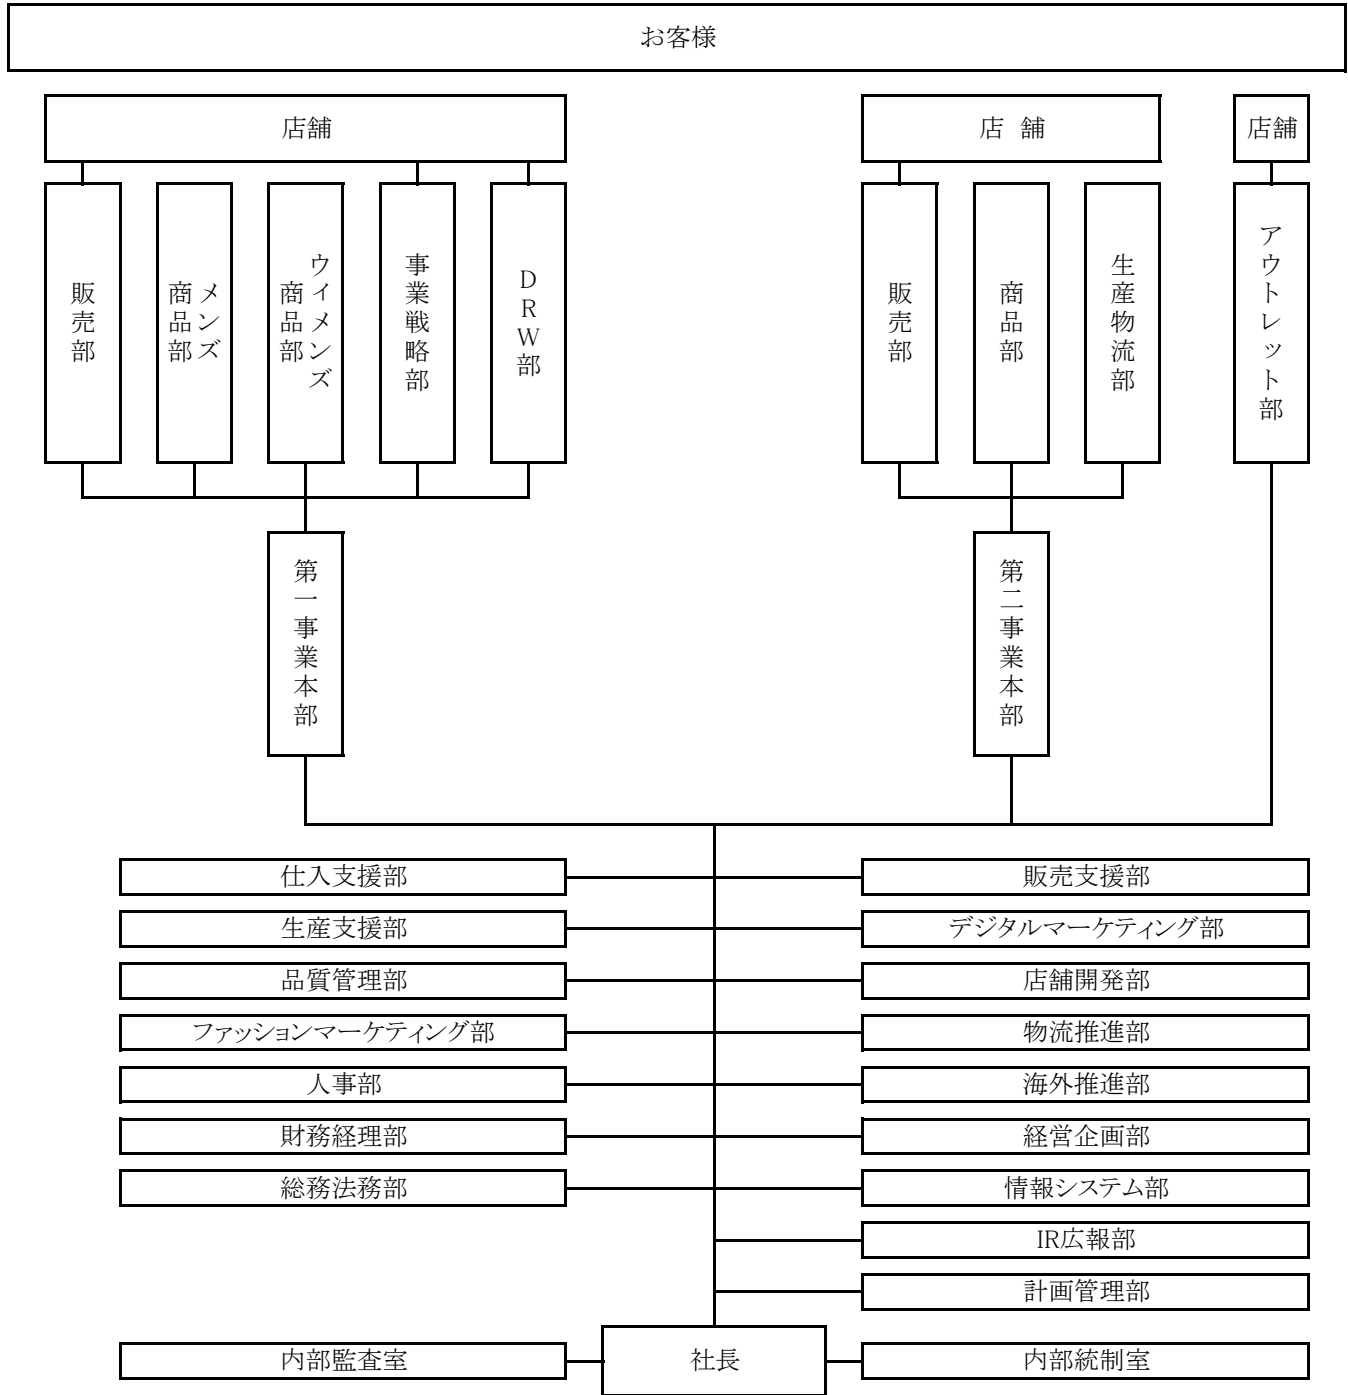 お客様
店舗
店 舗
店舗
販売部
メンズ
商品部
ウイメンズ
商品部
事業戦略部
DRW部
販売部
商品部
生産物流部
アウトレット部
第一事業本部
第二事業本部
仕入支援部
販売支援部
生産支援部
デジタルマーケティング部
品質管理部
店舗開発部
ファッションマーケティング部
物流推進部
人事部
海外推進部
財務経理部
経営企画部
総務法務部
情報システム部
IR広報部
計画管理部
内部監査室
社長
内部統制室